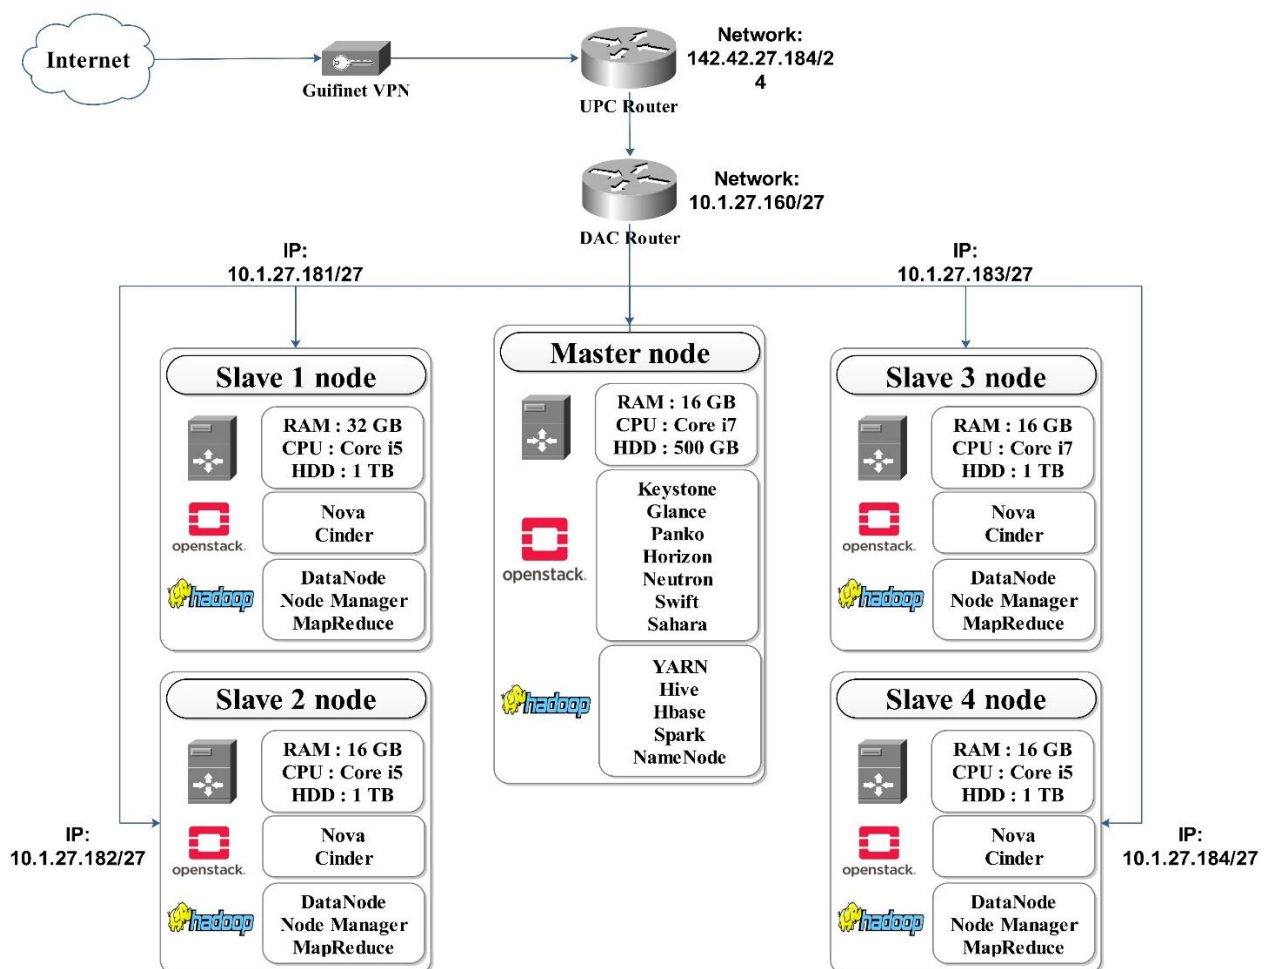 Internet
Guifinet VPN
UPC Router
Network:
142.42.27.184/2
4
DAC Router
Network:
10.1.27.160/27
IP:
10.1.27.181/27
IP:
10.1.27.183/27
Slave 1 node
RAM : 32 GB
CPU : Core i5
HDD : 1 TB
openstack.
Nova
Cinder
hadoop
DataNode
Node Manager
MapReduce
Master node
RAM : 16 GB
CPU : Core i7
HDD : 500 GB
openstack.
Keystone
Glance
Panko
Horizon
Neutron
Swift
Sahara
hadoop
YARN
Hive
Hbase
Spark
NameNode
Slave 3 node
RAM : 16 GB
CPU : Core i7
HDD : 1 TB
openstack.
Nova
Cinder
hadoop
DataNode
Node Manager
MapReduce
IP:
10.1.27.182/27
Slave 2 node
RAM : 16 GB
CPU : Core i5
HDD : 1 TB
openstack.
Nova
Cinder
hadoop
DataNode
Node Manager
MapReduce
Slave 4 node
RAM : 16 GB
CPU : Core i5
HDD : 1 TB
openstack.
Nova
Cinder
hadoop
DataNode
Node Manager
MapReduce
IP:
10.1.27.184/27